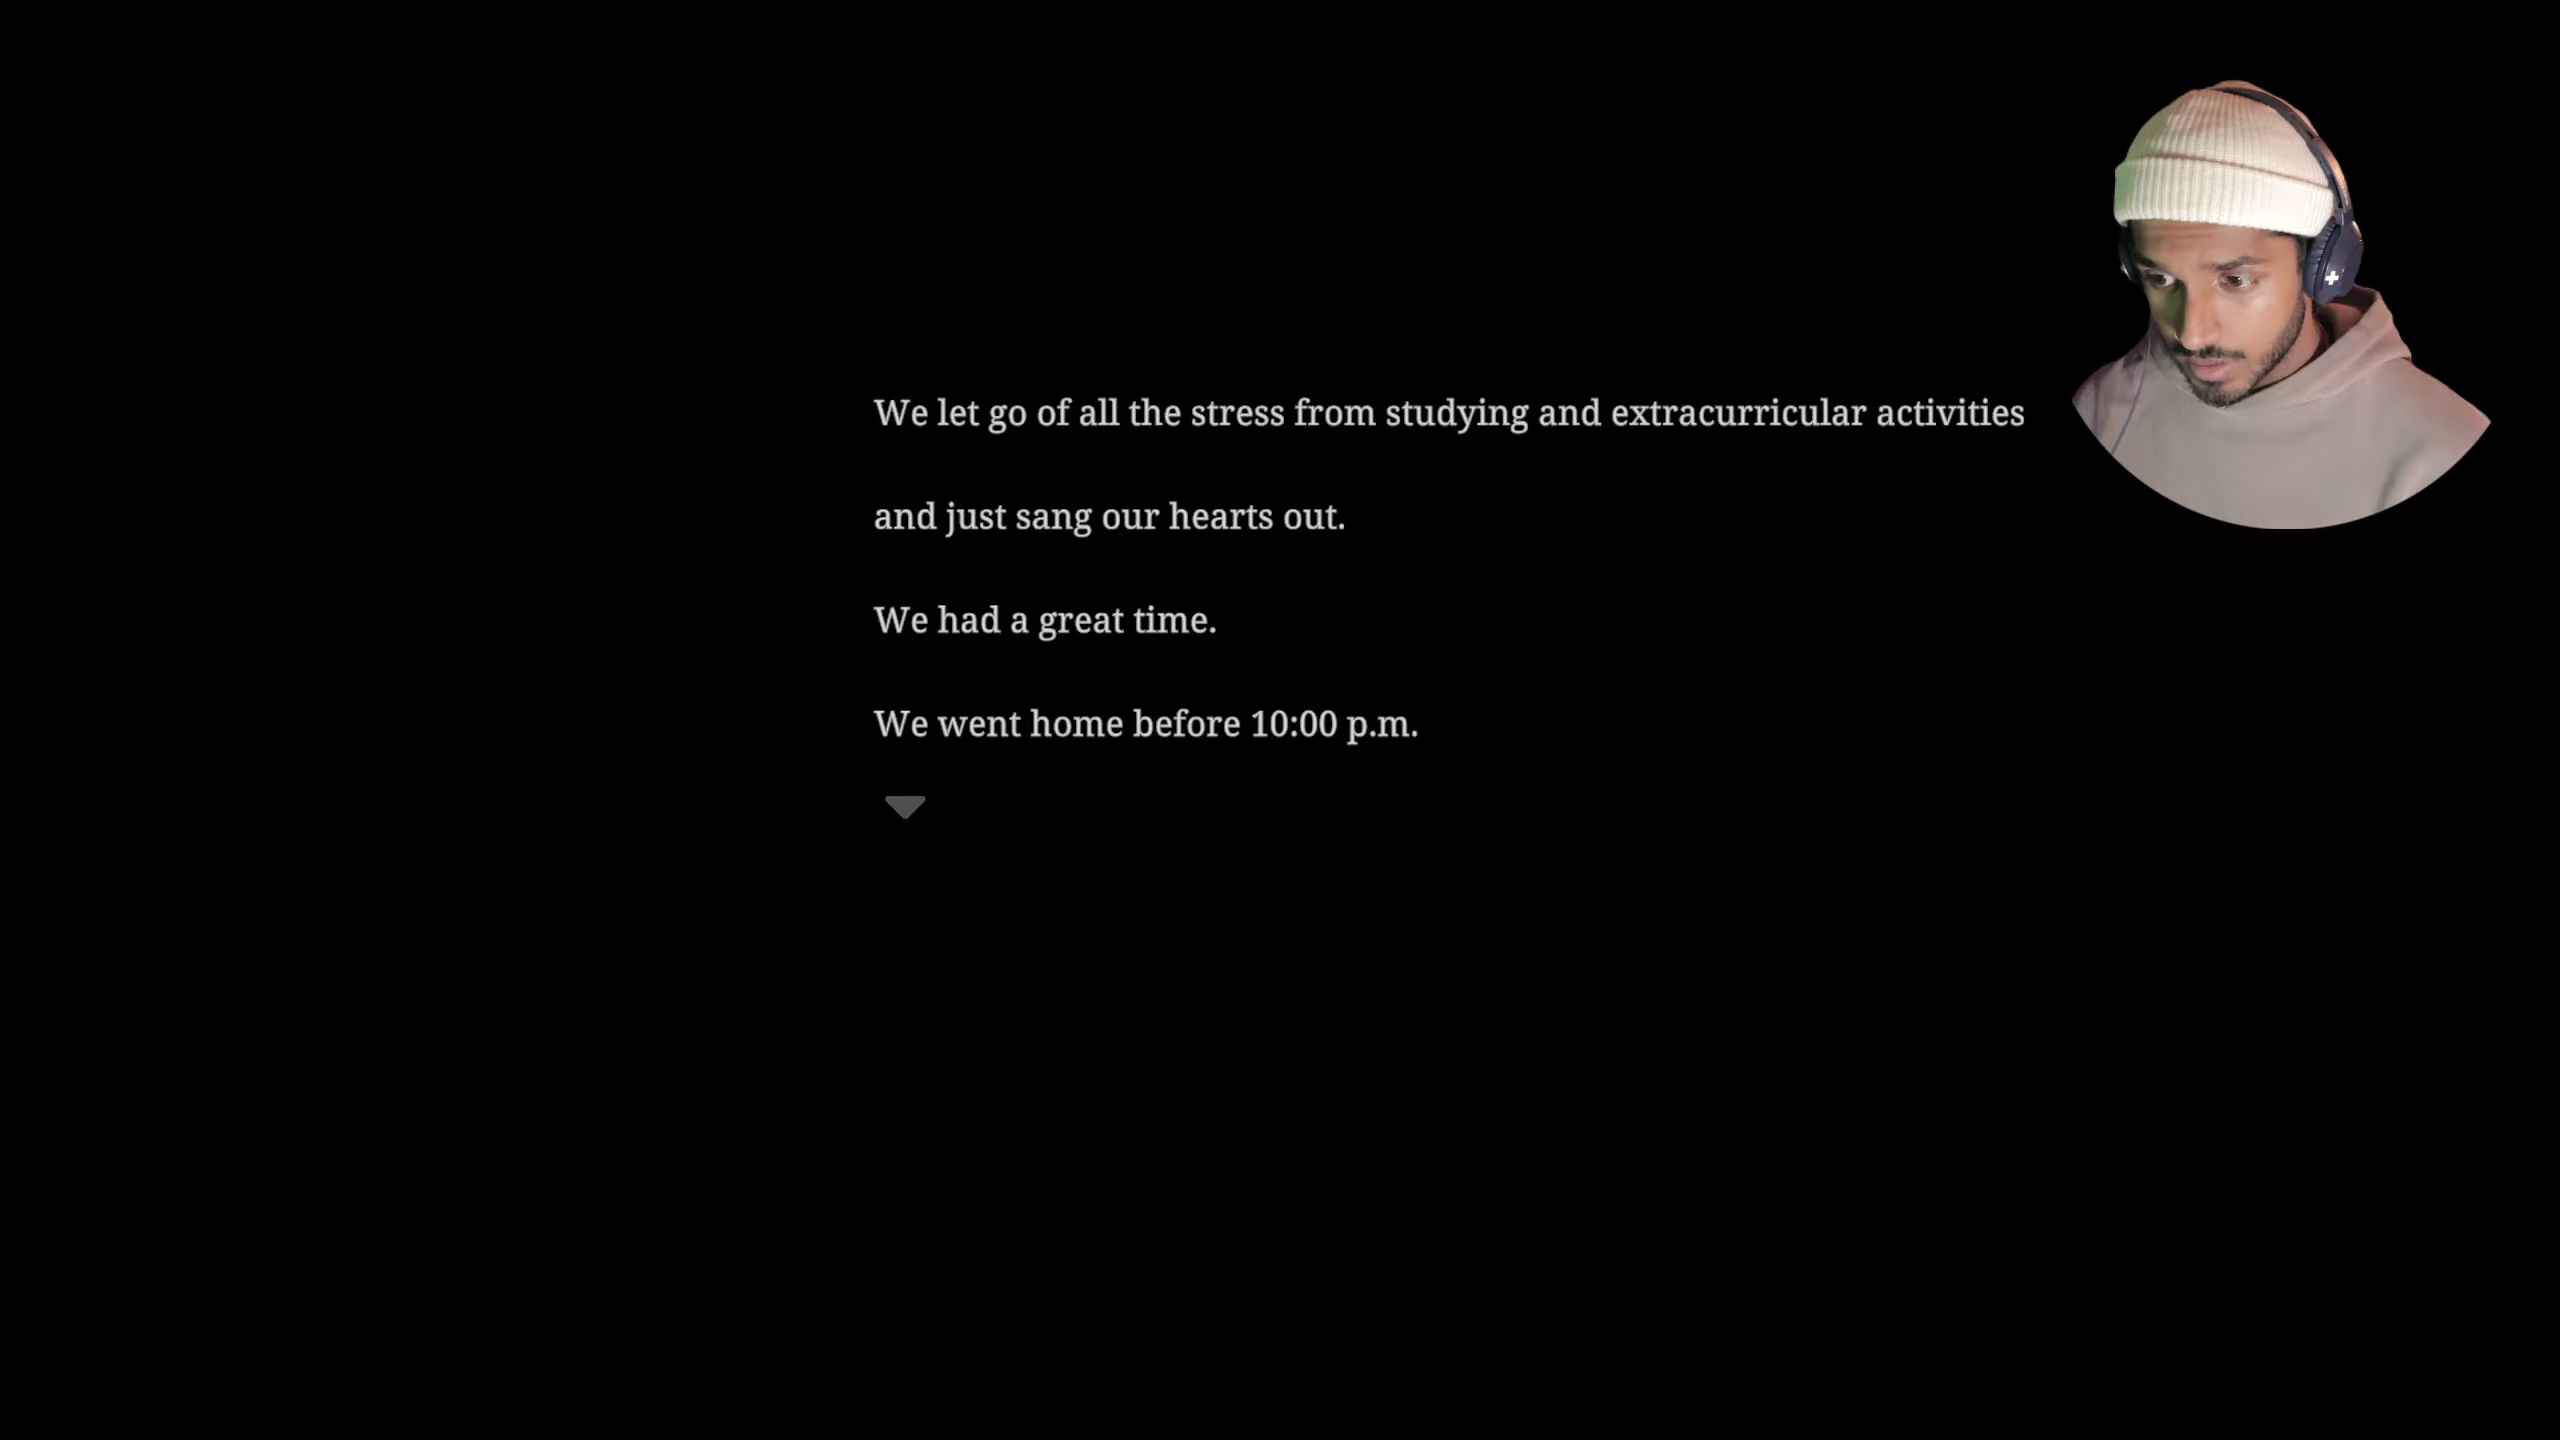 We let go of all the stress from studying and extracurricular activities
and just sang our hearts out.
We had a great time.
We went home before 10:00 p.m.